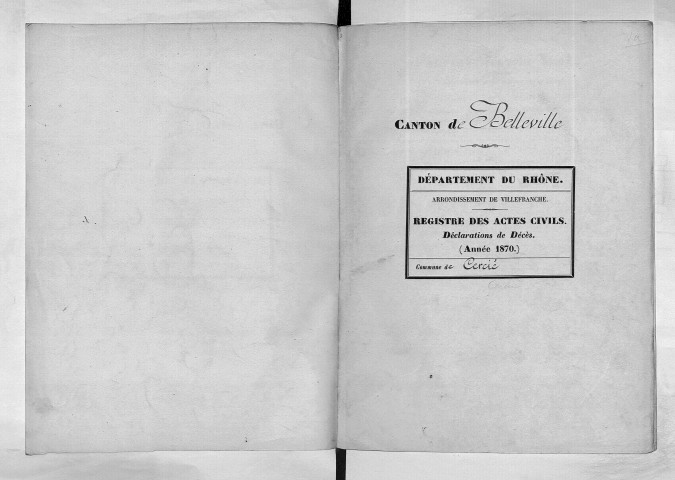 CANTON de Belleville
DÉPARTEMENT DU RHÔNE.
ARRONDISSEMENT DE VILLEFRANCHE.
REGISTRE DES ACTES CIVILS.
Déclarations de Décès.
(Année 1870.)
Commune de Cercié